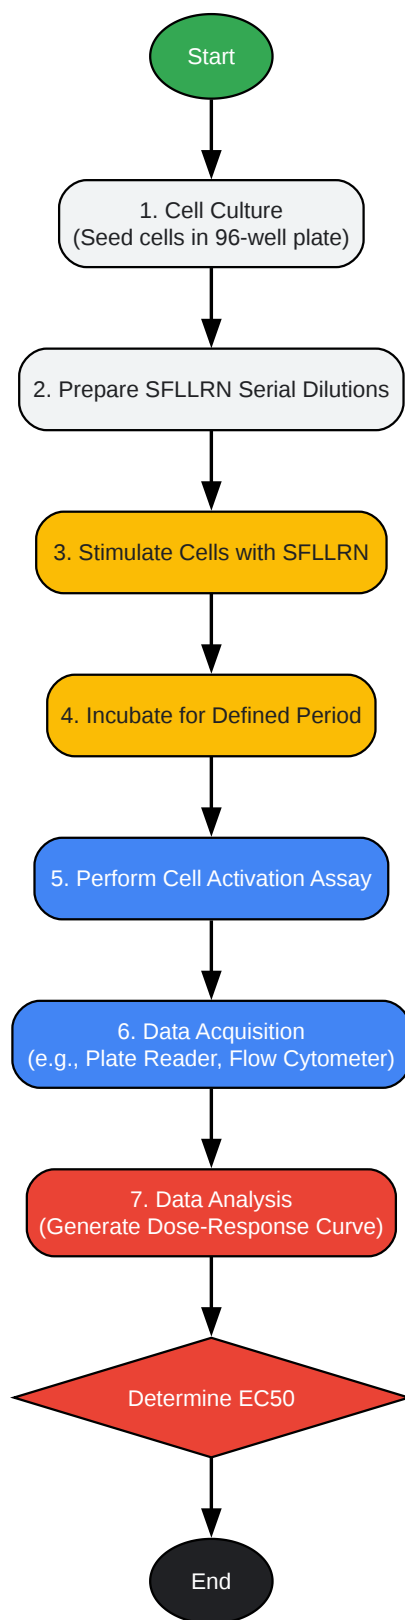 Start
1. Cell Culture
(Seed cells in 96-well plate)
2. Prepare SFLLRN Serial Dilutions
3. Stimulate Cells with SFLLRN
4. Incubate for Defined Period
5. Perform Cell Activation Assay
6. Data Acquisition
(e.g., Plate Reader, Flow Cytometer)
7. Data Analysis
(Generate Dose-Response Curve)
Determine EC50
End